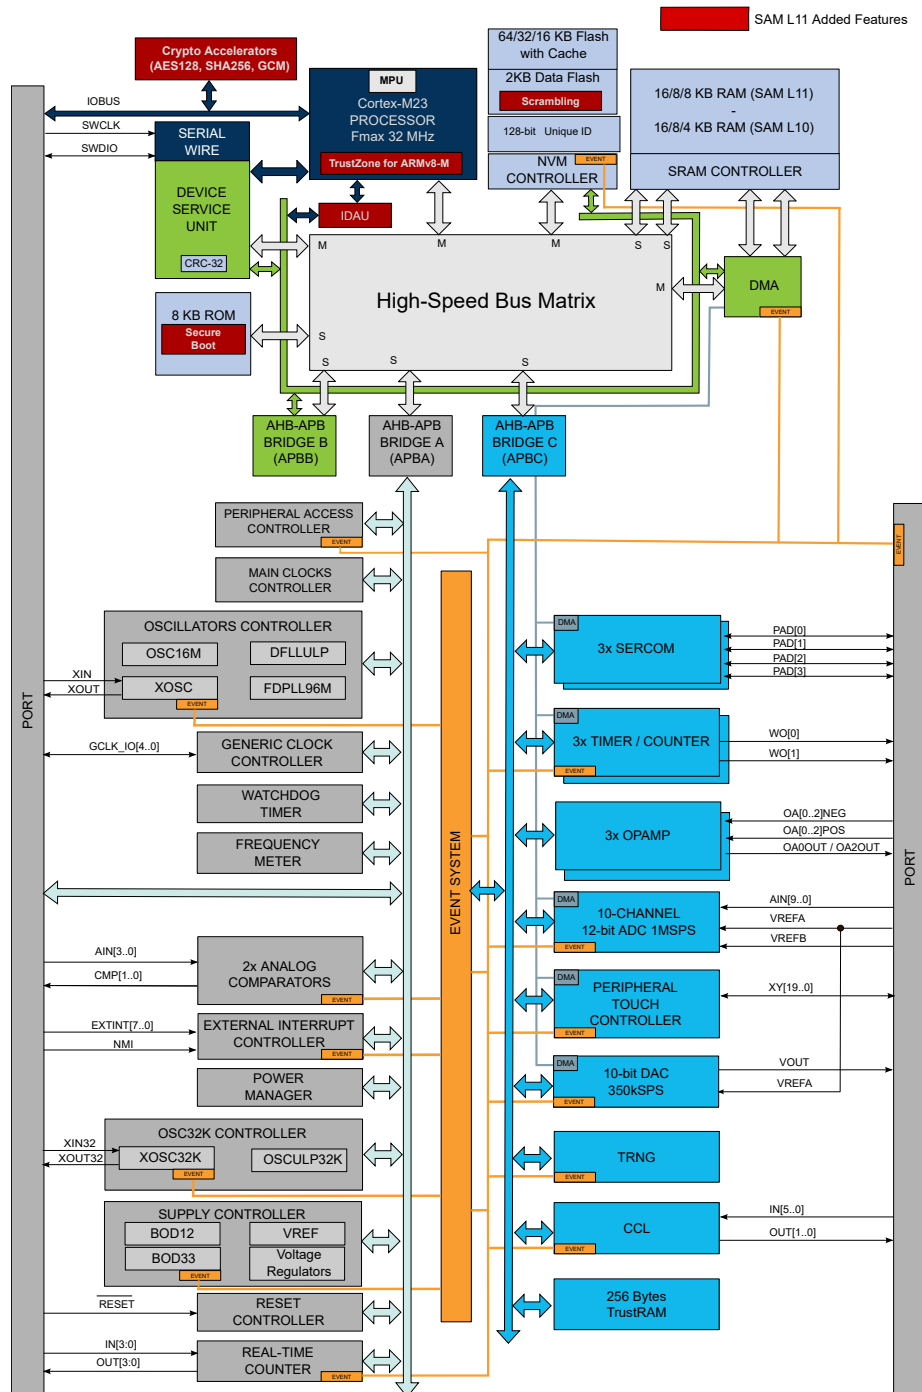 SAM L11 Added Features
Crypto Accelerators
(AES128, SHA256, GCM)
MPU
Cortex-M23
PROCESSOR
Fmax 32 MHz
TrustZone for ARMv8-M
64/32/16 KB Flash
with Cache
2KB Data Flash
Scrambling
128-bit Unique ID
EVENT
NVM
CONTROLLER
16/8/8 KB RAM (SAM L11)
-
16/8/4 KB RAM (SAM L10)
SRAM CONTROLLER
IOBUS
SWCLK
SWDIO
SERIAL
WIRE
DEVICE
SERVICE
UNIT
CRC-32
IDAU
M
M
M
S
S
High-Speed Bus Matrix
M
S
S
S
S
DMA
EVENT
8 KB ROM
Secure
Boot
AHB-APB
BRIDGE B
(APBB)
AHB-APB
BRIDGE A
(APBA)
AHB-APB
BRIDGE C
(APBC)
PORT
PERIPHERAL ACCESS
CONTROLLER
EVENT
MAIN CLOCKS
CONTROLLER
OSCILLATORS CONTROLLER
OSC16M
DFLLULP
XOSC
FDPLL96M
EVENT
XIN
XOUT
GCLK_IO[4..0]
GENERIC CLOCK
CONTROLLER
WATCHDOG
TIMER
FREQUENCY
METER
AIN[3..0]
CMP[1..0]
2x ANALOG
COMPARATORS
EVENT
EXTINT[7..0]
NMI
EXTERNAL INTERRUPT
CONTROLLER
EVENT
POWER
MANAGER
OSC32K CONTROLLER
XIN32
XOUT32
XOSC32K
OSCULP32K
EVENT
SUPPLY CONTROLLER
BOD12
VREF
BOD33
Voltage
Regulators
EVENT
RESET
RESET
CONTROLLER
IN[3:0]
OUT[3:0]
REAL-TIME
COUNTER
EVENT
EVENT SYSTEM
EVENT
PORT
DMA
3x SERCOM
PAD[0]
PAD[1]
PAD[2]
PAD[3]
DMA
3x TIMER / COUNTER
EVENT
WO[0]
WO[1]
3x OPAMP
OA[0..2]NEG
OA[0..2]POS
OA0OUT / OA2OUT
DMA
10-CHANNEL
12-bit ADC 1MSPS
EVENT
AIN[9..0]
VREFA
VREFB
DMA
PERIPHERAL
TOUCH
CONTROLLER
EVENT
XY[19..0]
DMA
10-bit DAC
350kSPS
EVENT
VOUT
VREFA
TRNG
EVENT
CCL
EVENT
IN[5..0]
OUT[1..0]
256 Bytes
TrustRAM